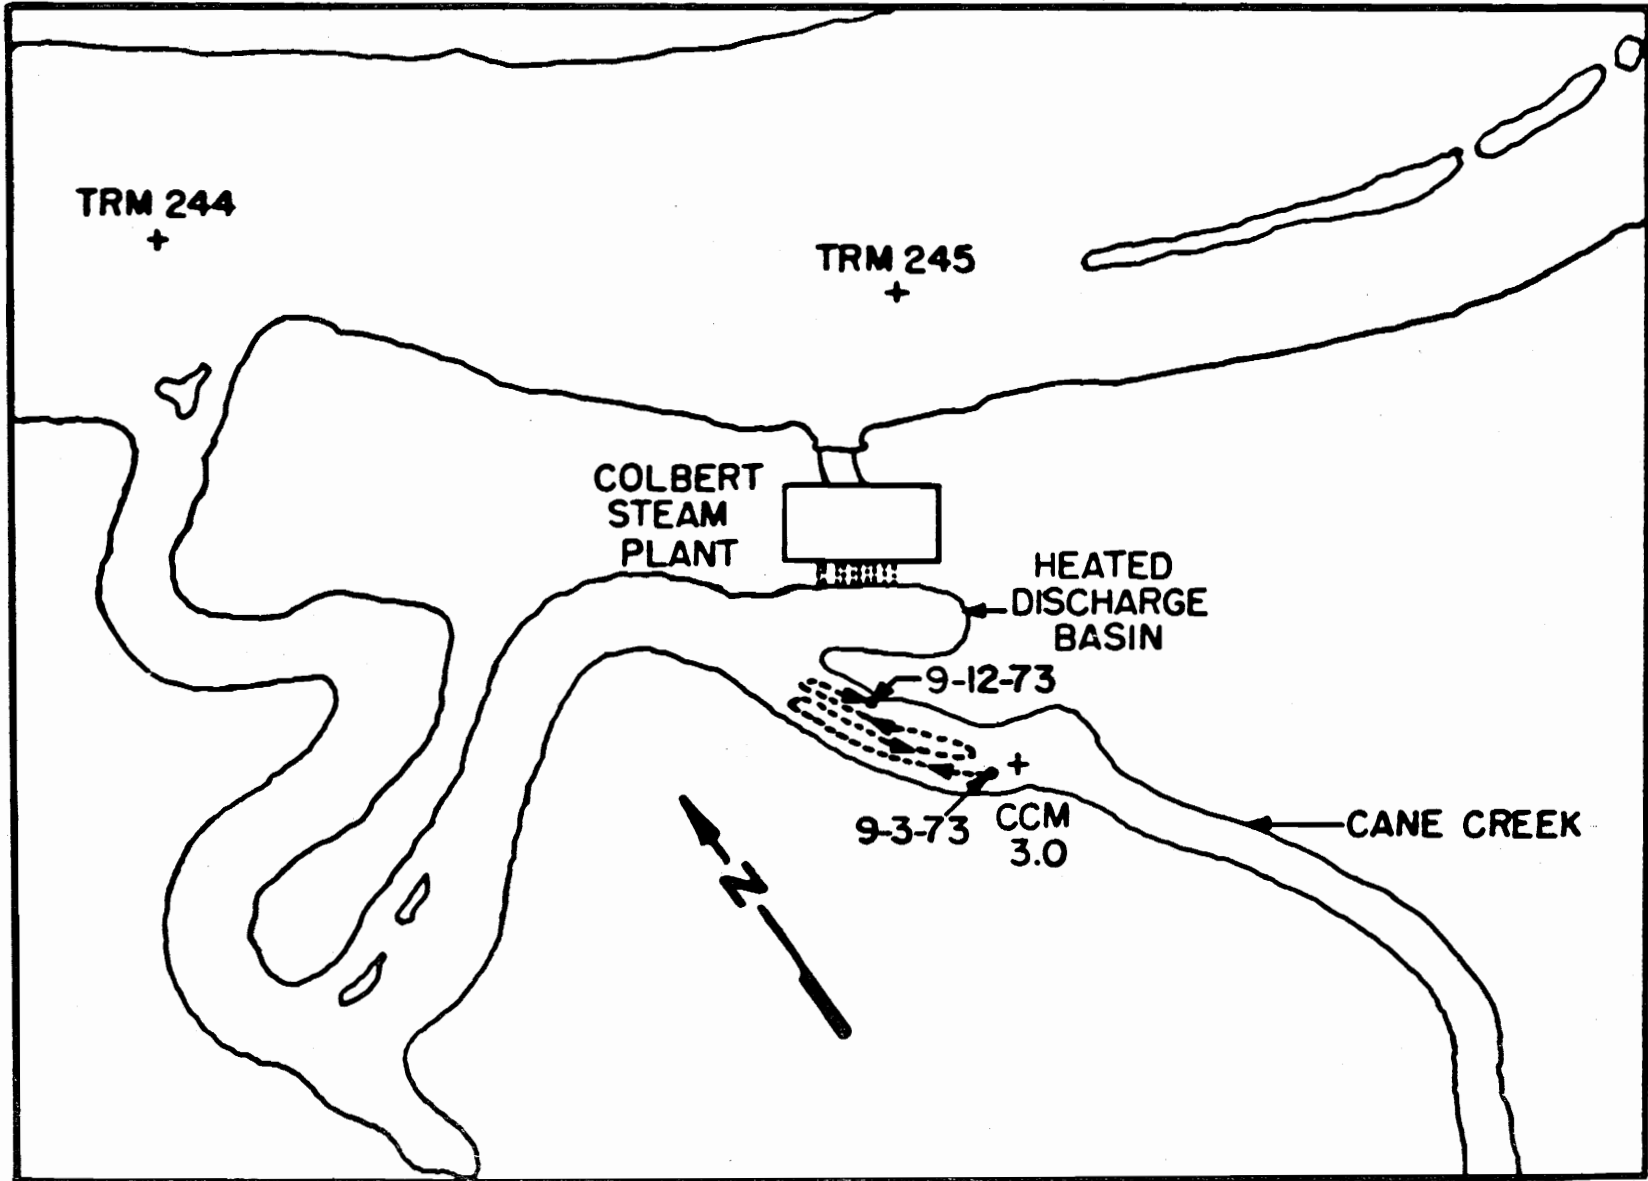 TRM 244
TRM 245
COLBERT
STEAM
PLANT
HEATED
DISCHARGE
BASIN
9-12-73
9-3-73
CCM
3.0
CANE CREEK
N